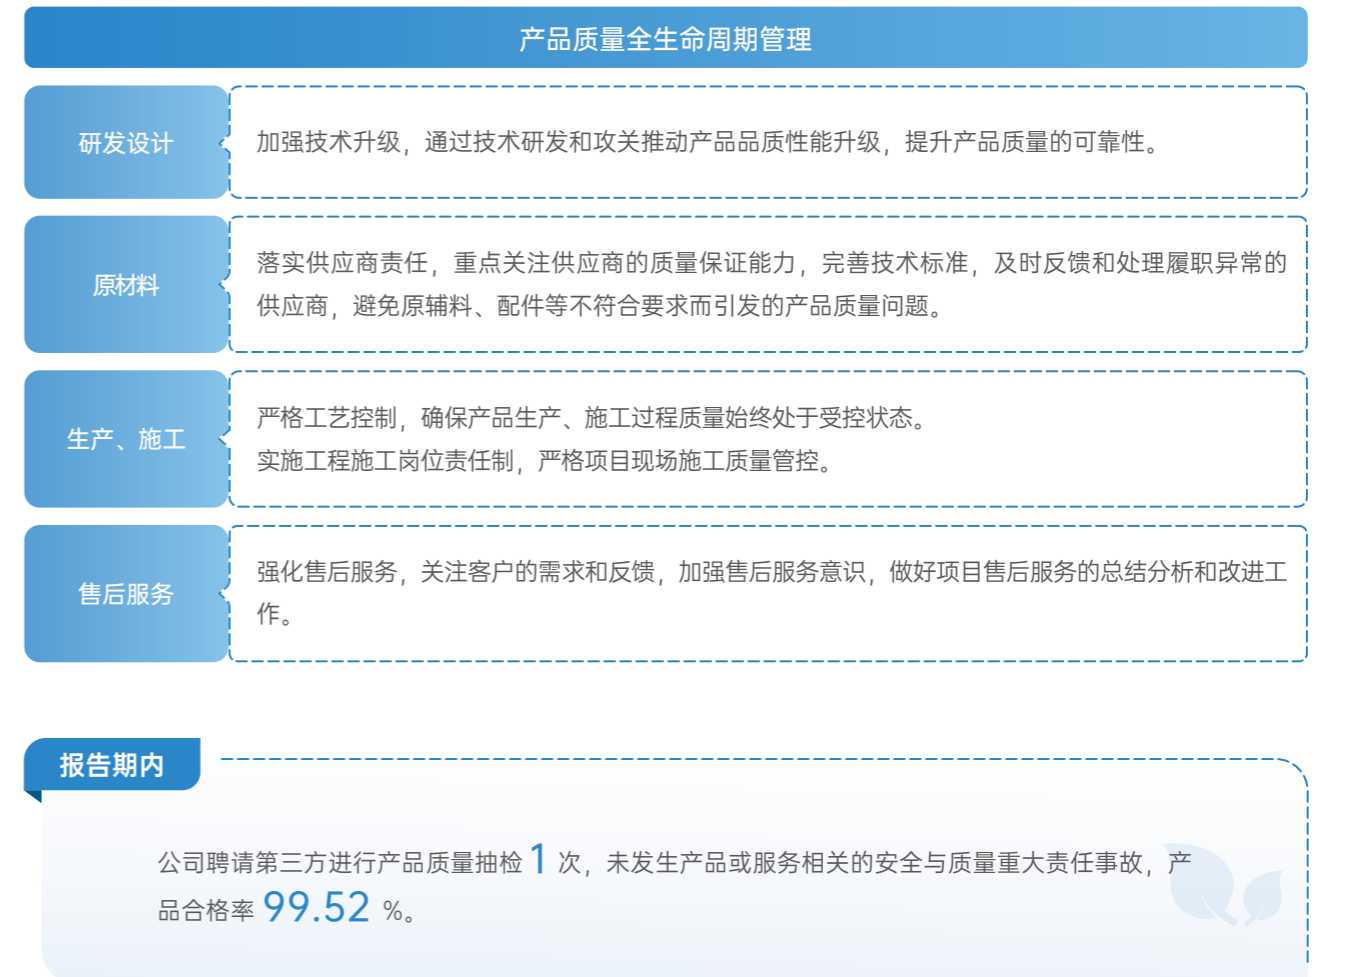 产品质量全生命周期管理
研发设计
加强技术升级，通过技术研发和攻关推动产品品质性能升级，提升产品质量的可靠性。
原材料
落实供应商责任，重点关注供应商的质量保证能力，完善技术标准，及时反馈和处理履职异常的
供应商，避免原辅料、配件等不符合要求而引发的产品质量问题。
生产、施工
严格工艺控制，确保产品生产、施工过程质量始终处于受控状态。
实施工程施工岗位责任制，严格项目现场施工质量管控。
售后服务
强化售后服务，关注客户的需求和反馈，加强售后服务意识，做好项目售后服务的总结分析和改进工
作。
报告期内
公司聘请第三方进行产品质量抽检 1 次，未发生产品或服务相关的安全与质量重大责任事故，产
品合格率 99.52 %。